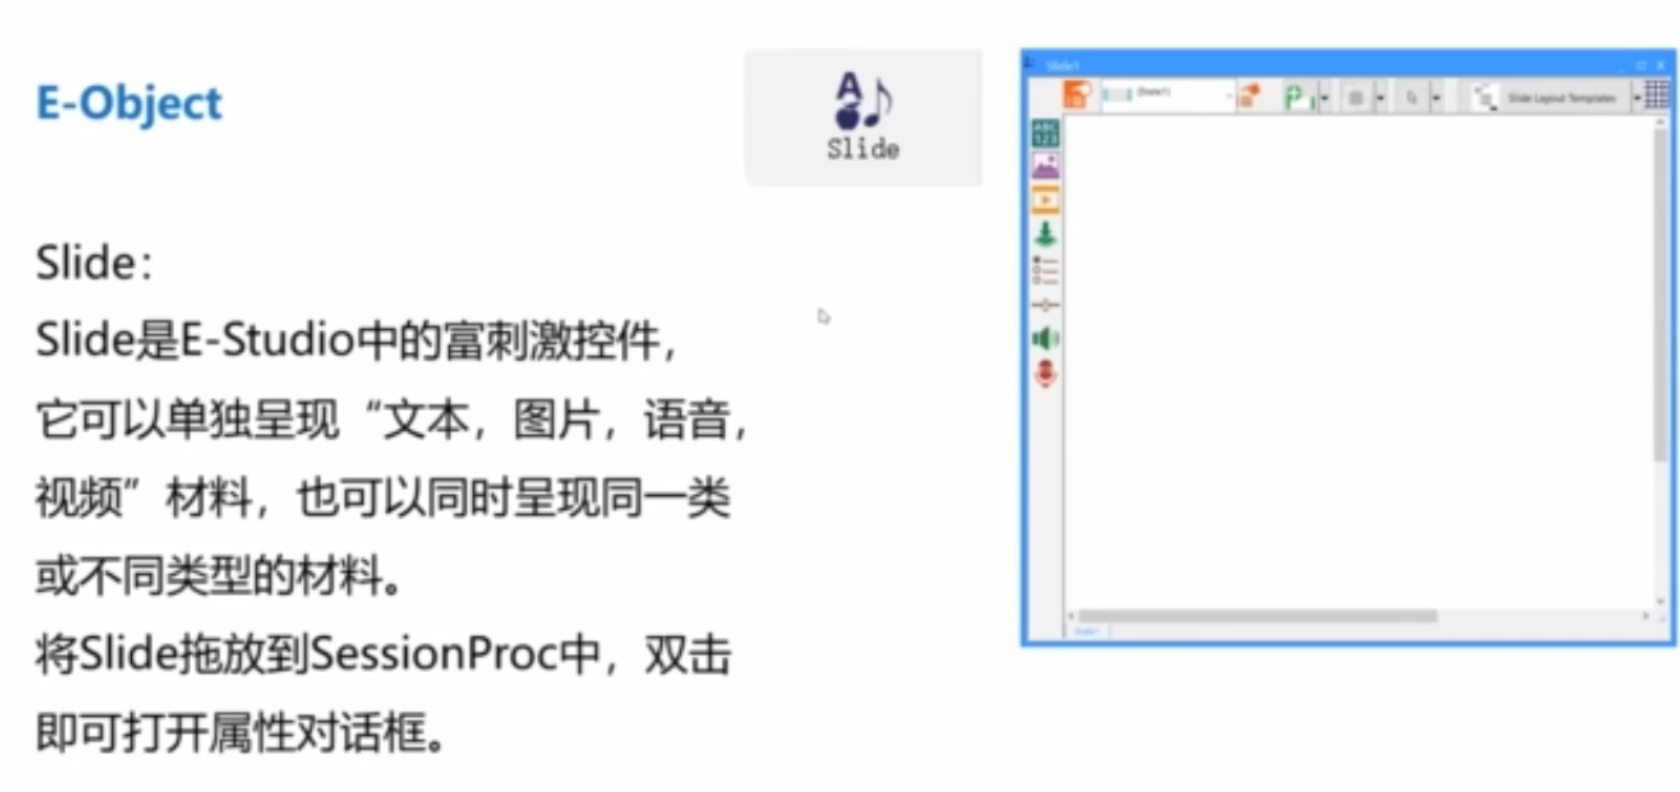 E-Object
Slide
Slide：
Slide是E-Studio中的富刺激控件，
它可以单独呈现“文本，图片，语音，
视频”材料，也可以同时呈现同一类
或不同类型的材料。
将Slide拖放到SessionProc中，双击
即可打开属性对话框。
Slide1
(State1)
Slide Layout Templates
ABC
123